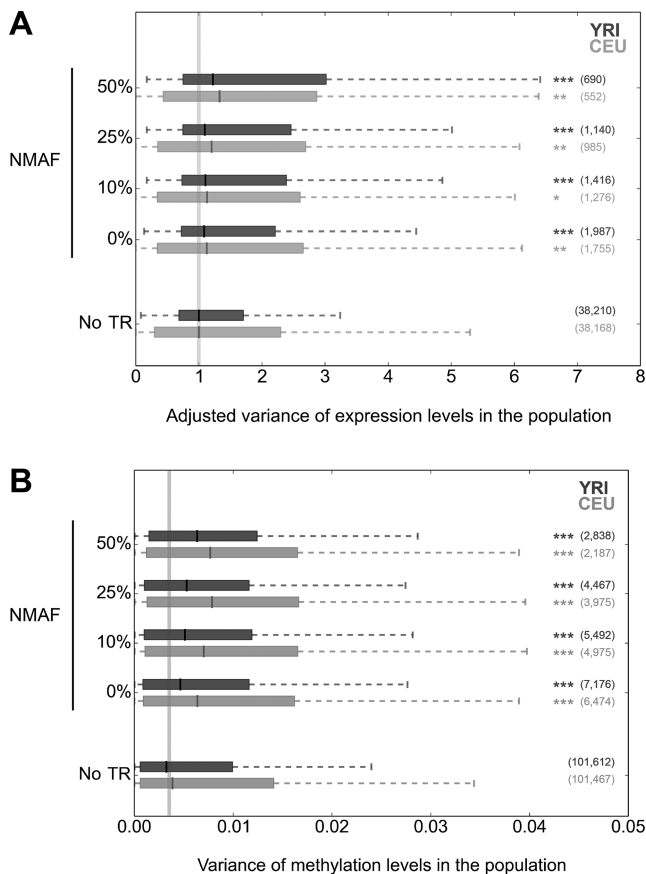 A
YRI
CEU
NMAF
50%
*** (690)
** (552)
25%
*** (1,140)
** (985)
10%
*** (1,416)
* (1,276)
0%
*** (1,987)
** (1,755)
No TR
(38,210)
(38,168)
0 1 2 3 4 5 6 7 8
Adjusted variance of expression levels in the population
B
YRI
CEU
NMAF
50%
*** (2,838)
*** (2,187)
25%
*** (4,467)
*** (3,975)
10%
*** (5,492)
*** (4,975)
0%
*** (7,176)
*** (6,474)
No TR
(101,612)
(101,467)
0.00 0.01 0.02 0.03 0.04 0.05
Variance of methylation levels in the population